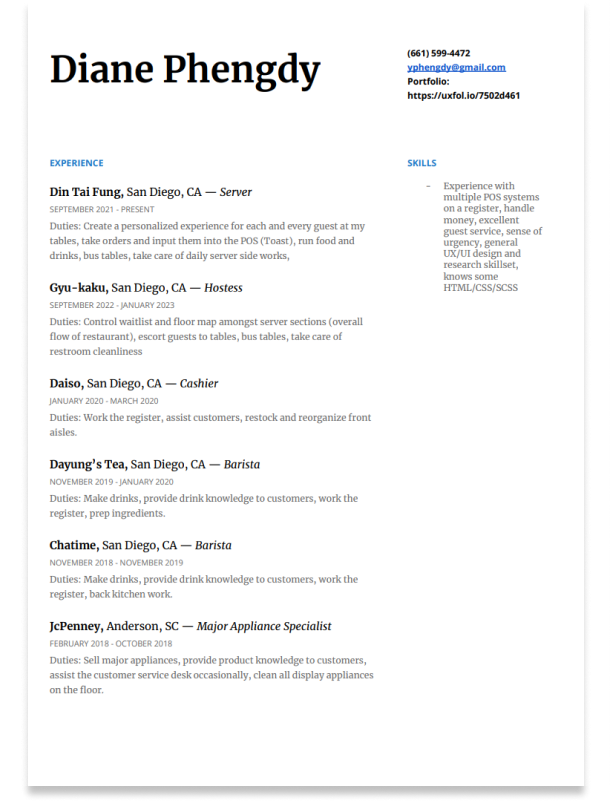 Diane Phengdy
(661) 599-4472
yphengdy@gmail.com
Portfolio:
https://uxfol.io/7502d461
EXPERIENCE
Din Tai Fung, San Diego, CA — Server
SEPTEMBER 2021 - PRESENT
Duties: Create a personalized experience for each and every guest at my
tables, take orders and input them into the POS (Toast), run food and
drinks, bus tables, take care of daily server side works,
Gyu-kaku, San Diego, CA — Hostess
SEPTEMBER 2022 - JANUARY 2023
Duties: Control waitlist and floor map amongst server sections (overall
flow of restaurant), escort guests to tables, bus tables, take care of
restroom cleanliness
Daiso, San Diego, CA — Cashier
JANUARY 2020 - MARCH 2020
Duties: Work the register, assist customers, restock and reorganize front
aisles.
Dayung's Tea, San Diego, CA — Barista
NOVEMBER 2019 - JANUARY 2020
Duties: Make drinks, provide drink knowledge to customers, work the
register, prep ingredients.
Chatime, San Diego, CA — Barista
NOVEMBER 2018 - NOVEMBER 2019
Duties: Make drinks, provide drink knowledge to customers, work the
register, back kitchen work.
JcPenney, Anderson, SC — Major Appliance Specialist
FEBRUARY 2018 - OCTOBER 2018
Duties: Sell major appliances, provide product knowledge to customers,
assist the customer service desk occasionally, clean all display appliances
on the floor.
SKILLS
- Experience with
multiple POS systems
on a register, handle
money, excellent
guest service, sense of
urgency, general
UX/UI design and
research skillset,
knows some
HTML/CSS/SCSS